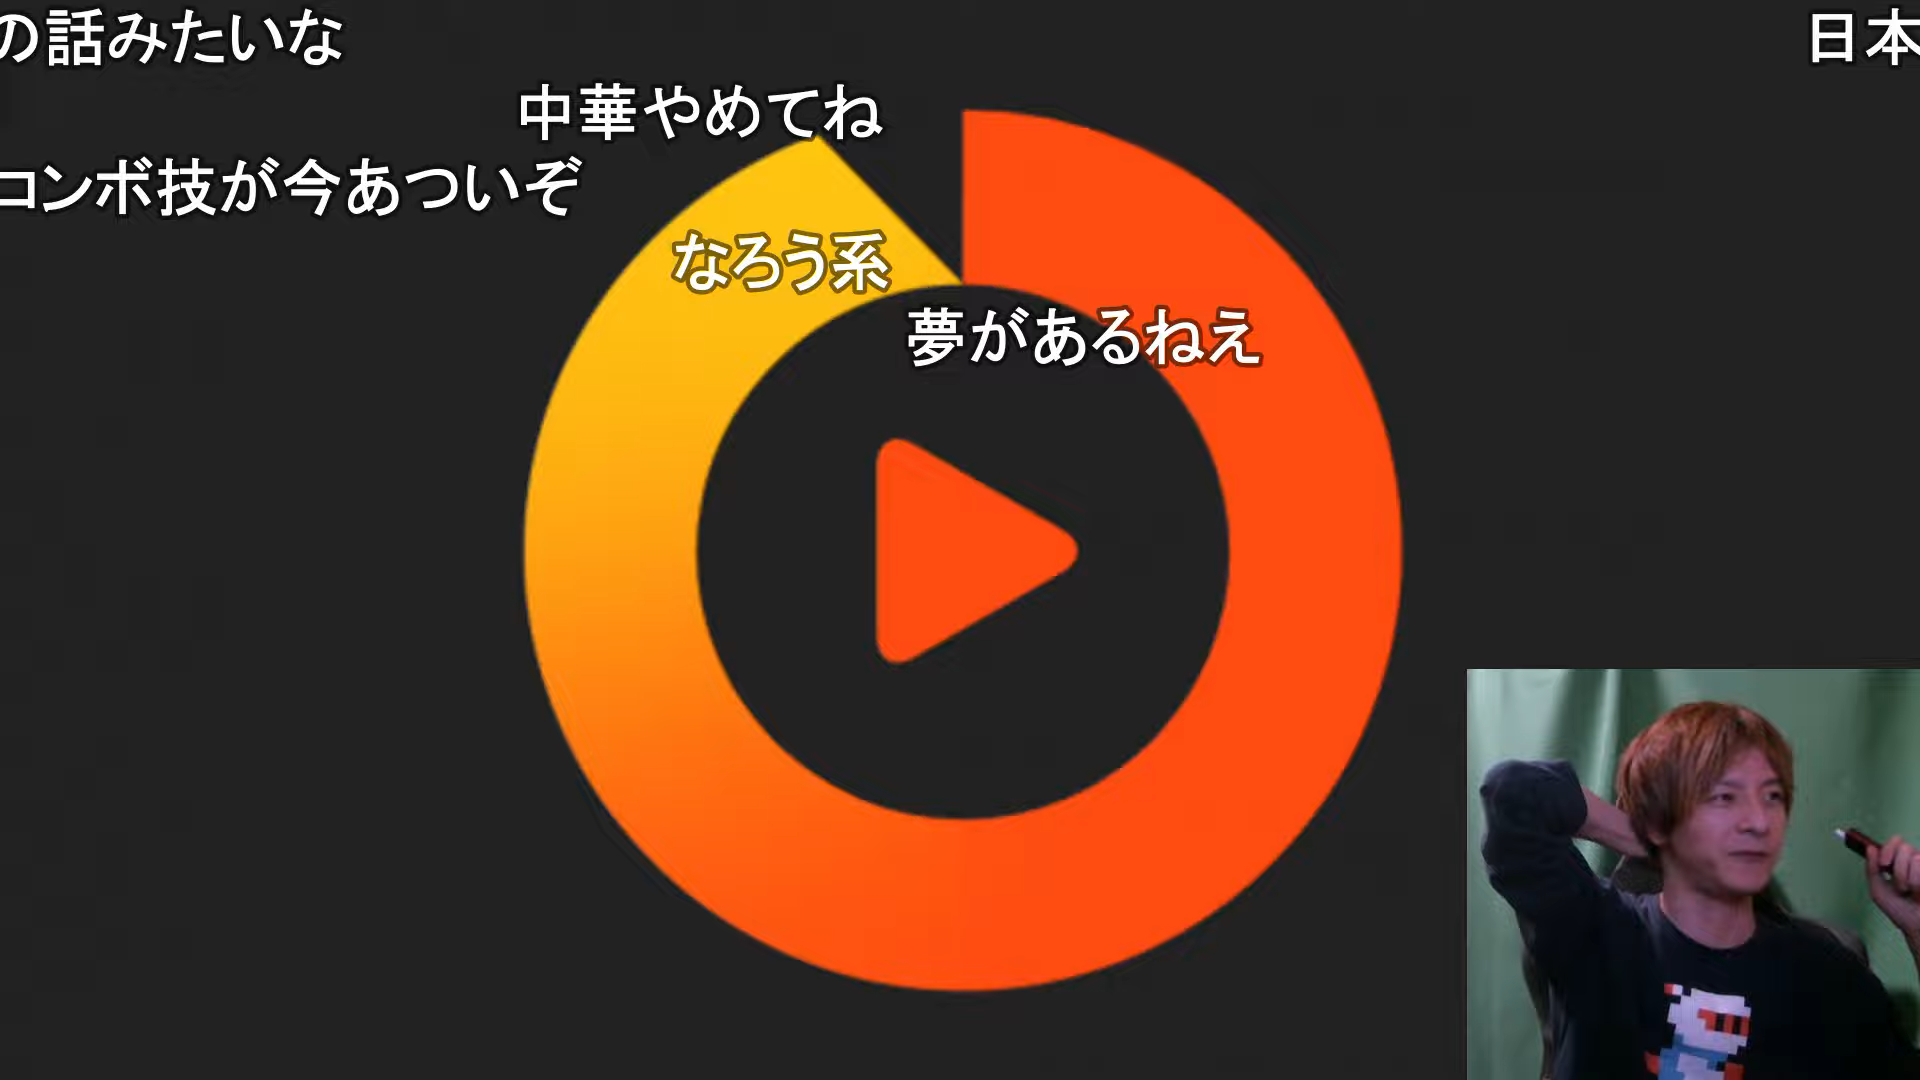 の話みたいな
日本
中華やめてね
コンボ技が今あついぞ
なろう系
夢があるねえ